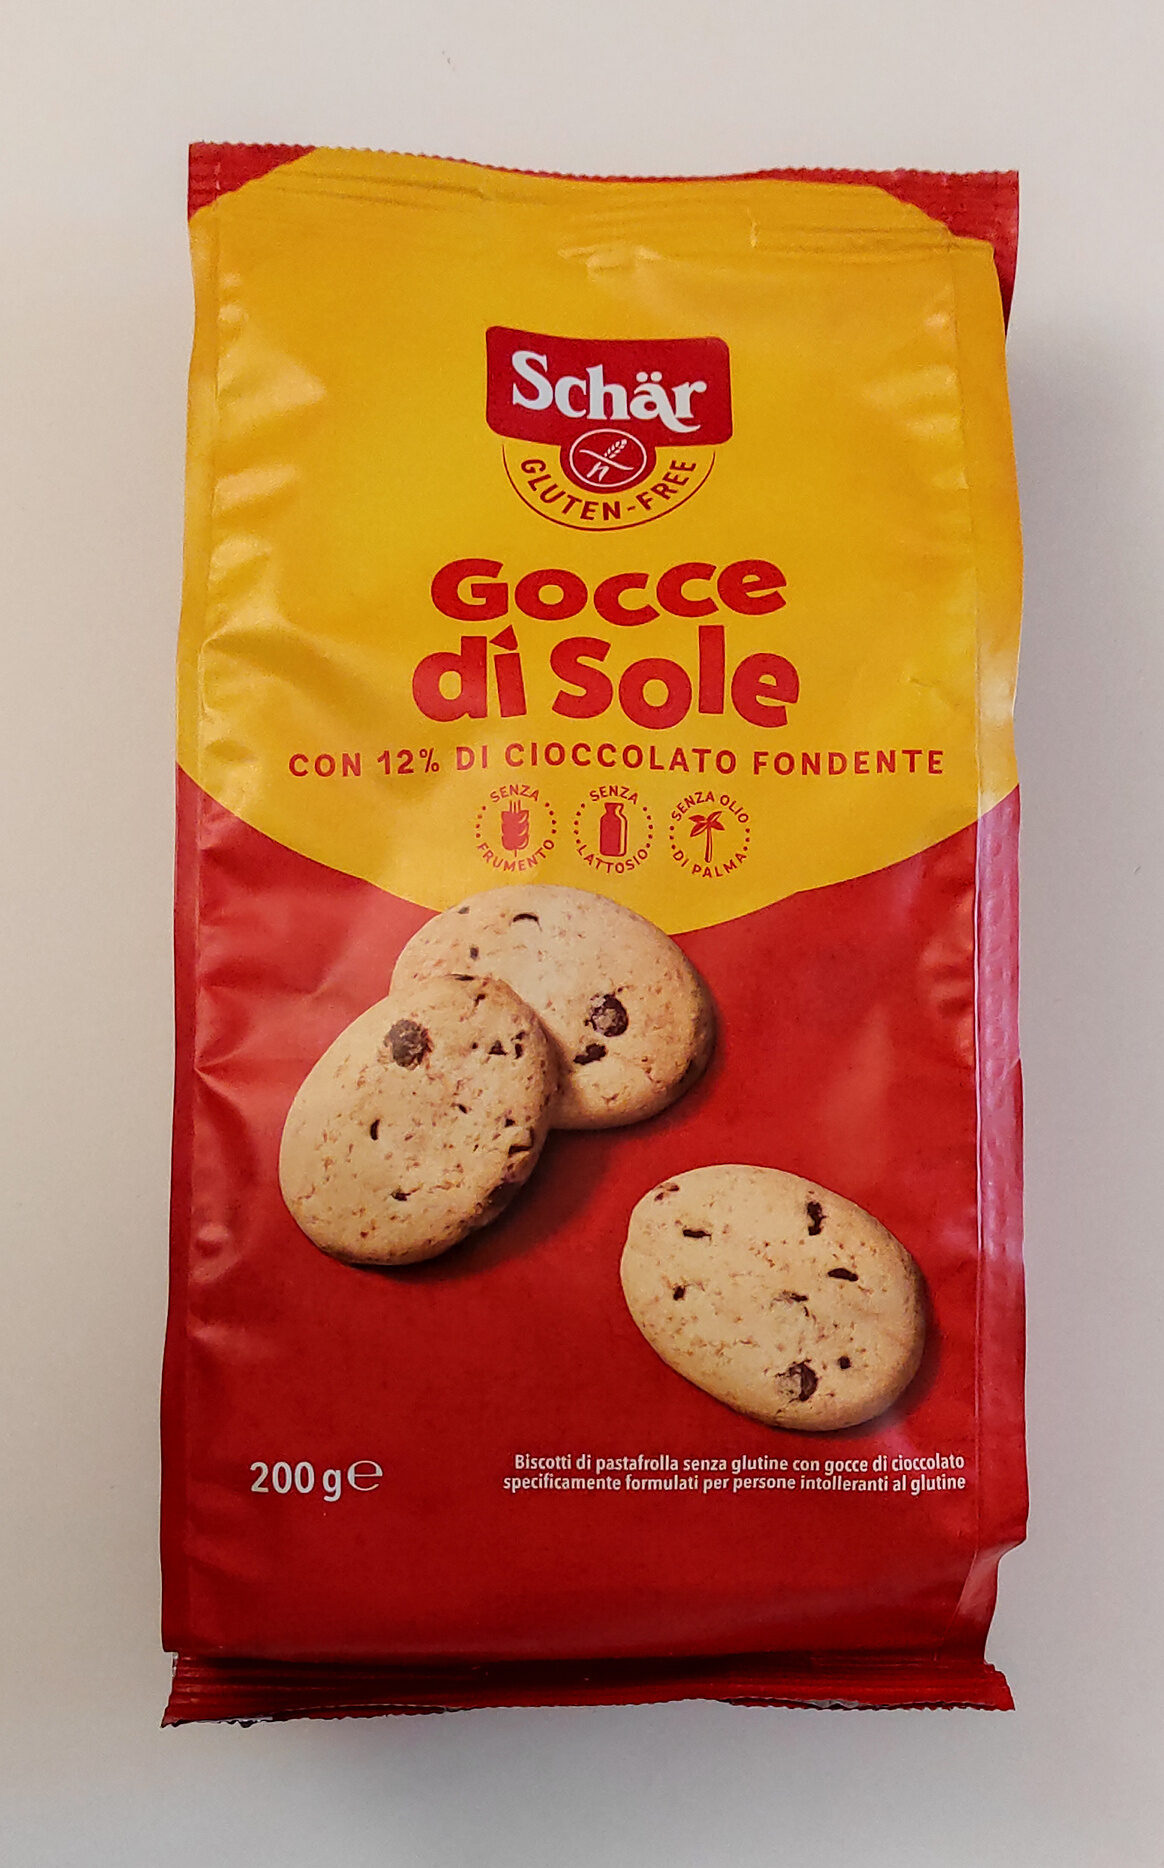 Schär
GLUTEN-FREE
Gocce
di Sole
CON 12% DI CIOCCOLATO FONDENTE
SENZA FRUMENTO
SENZA LATTOSIO
SENZA OLIO DI PALMA
200 g ℮
Biscotti di pastafrolla senza glutine con gocce di cioccolato
specificamente formulati per persone intolleranti al glutine